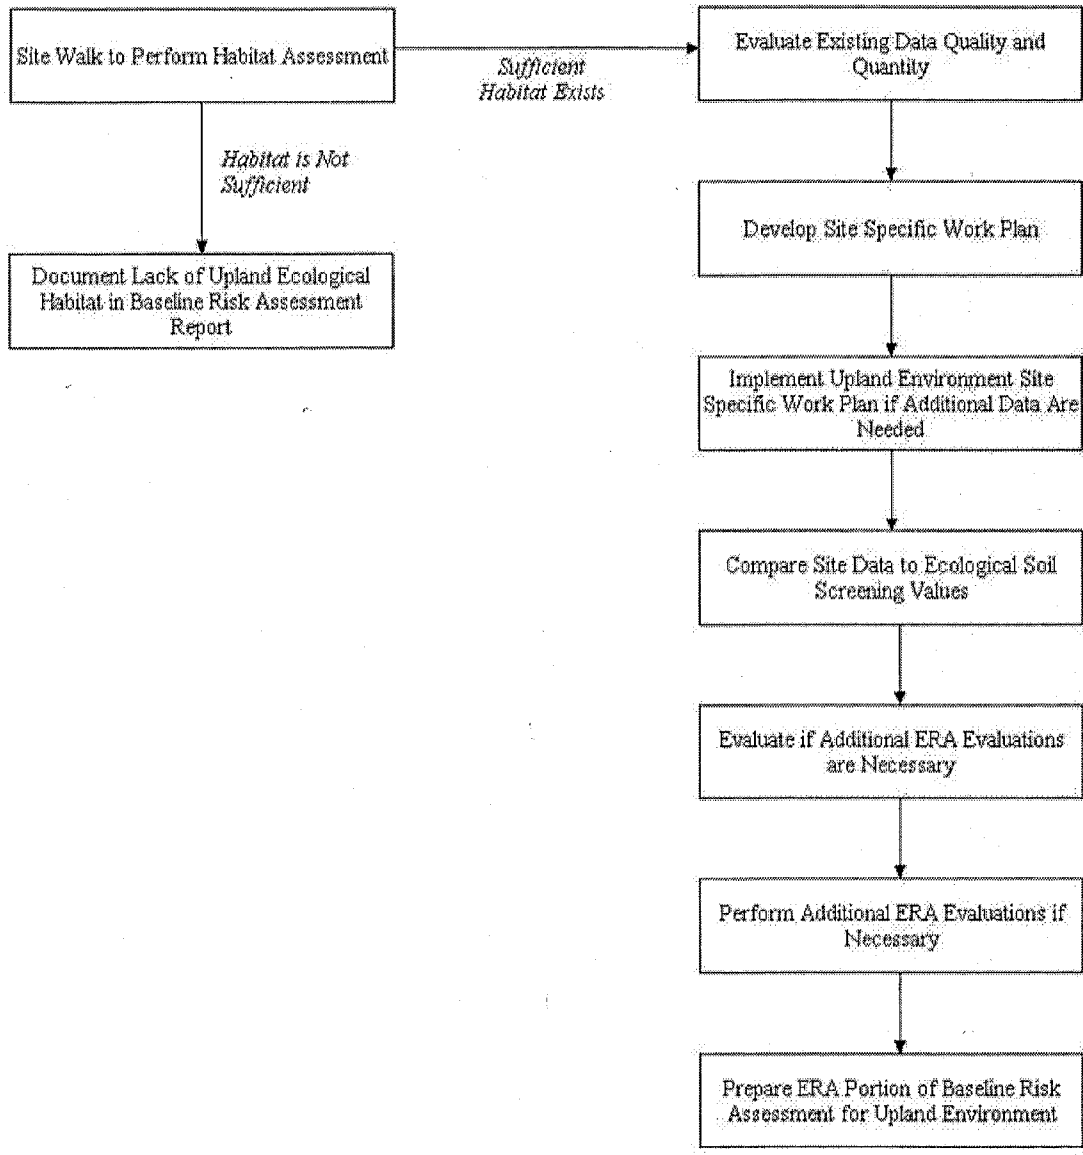 Site Walk to Perform Habitat Assessment
Sufficient
Habitat Exists
Evaluate Existing Data Quality and
Quantity
Habitat is Not
Sufficient
Develop Site Specific Work Plan
Document Lack of Upland Ecological
Habitat in Baseline Risk Assessment
Report
Implement Upland Environment Site
Specific Work Plan if Additional Data Are
Needed
Compare Site Data to Ecological Soil
Screening Values
Evaluate if Additional ERA Evaluations
are Necessary
Perform Additional ERA Evaluations if
Necessary
Prepare ERA Portion of Baseline Risk
Assessment for Upland Environment